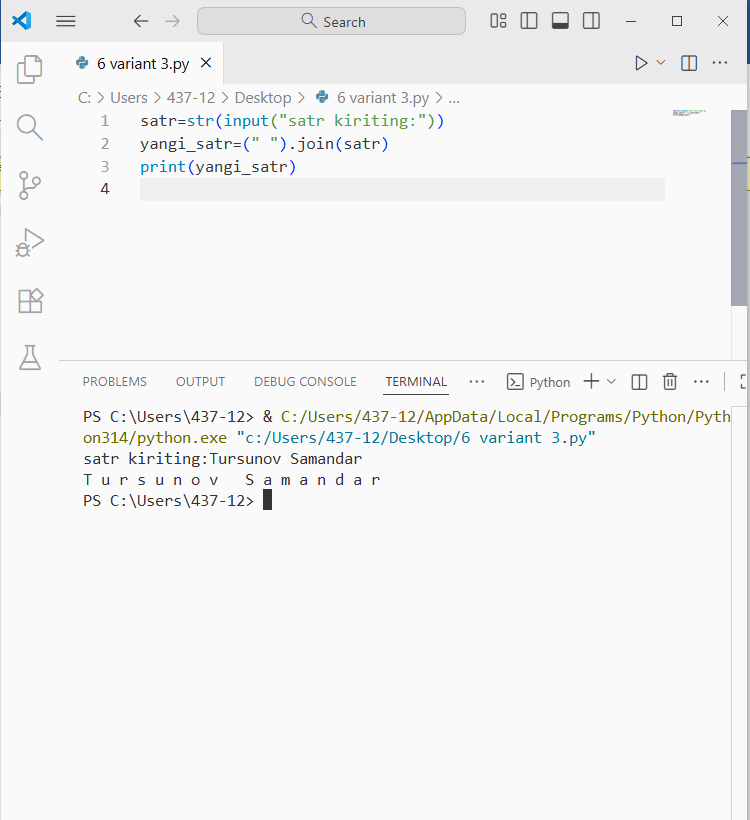 Search
6 variant 3.py
C: > Users > 437-12 > Desktop > 6 variant 3.py > ...
1 satr=str(input("satr kiriting:"))
2 yangi_satr=(" ").join(satr)
3 print(yangi_satr)
4
PROBLEMS OUTPUT DEBUG CONSOLE TERMINAL ... Python
PS C:\Users\437-12> & C:/Users/437-12/AppData/Local/Programs/Python/Pyth
on314/python.exe "c:/Users/437-12/Desktop/6 variant 3.py"
satr kiriting:Tursunov Samandar
T u r s u n o v   S a m a n d a r
PS C:\Users\437-12>